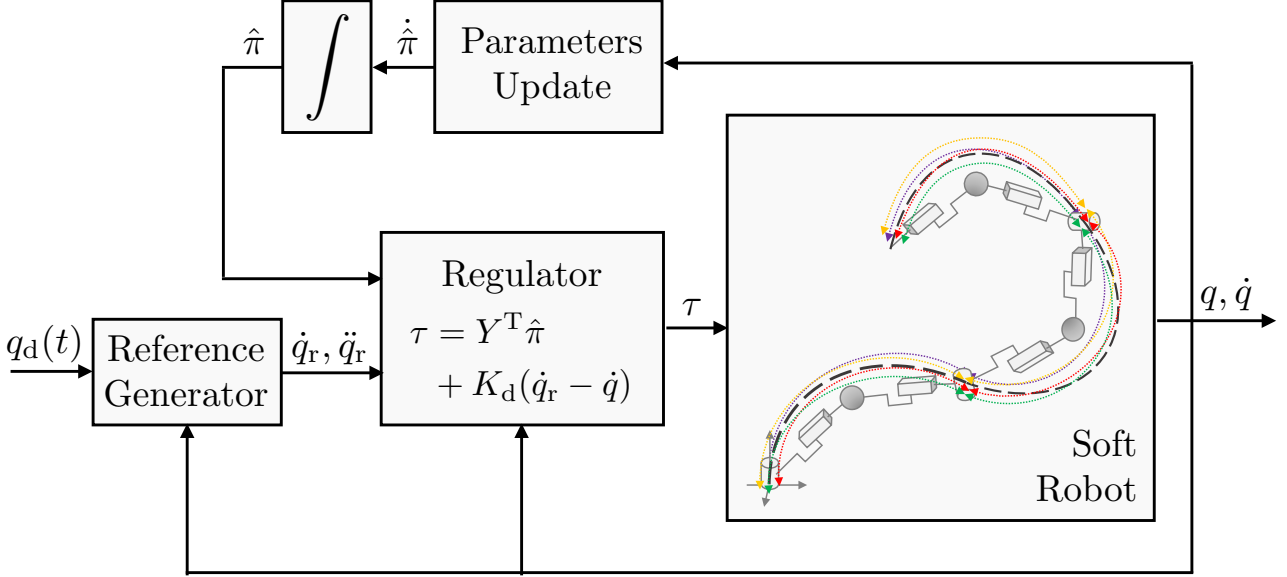 π̂
∫
π̂̇
Parameters
Update
q_d(t)
Reference
Generator
q̇_r, q̈_r
Regulator
τ = Y^T π̂
+ K_d(q̇_r − q̇)
τ
Soft
Robot
q, q̇